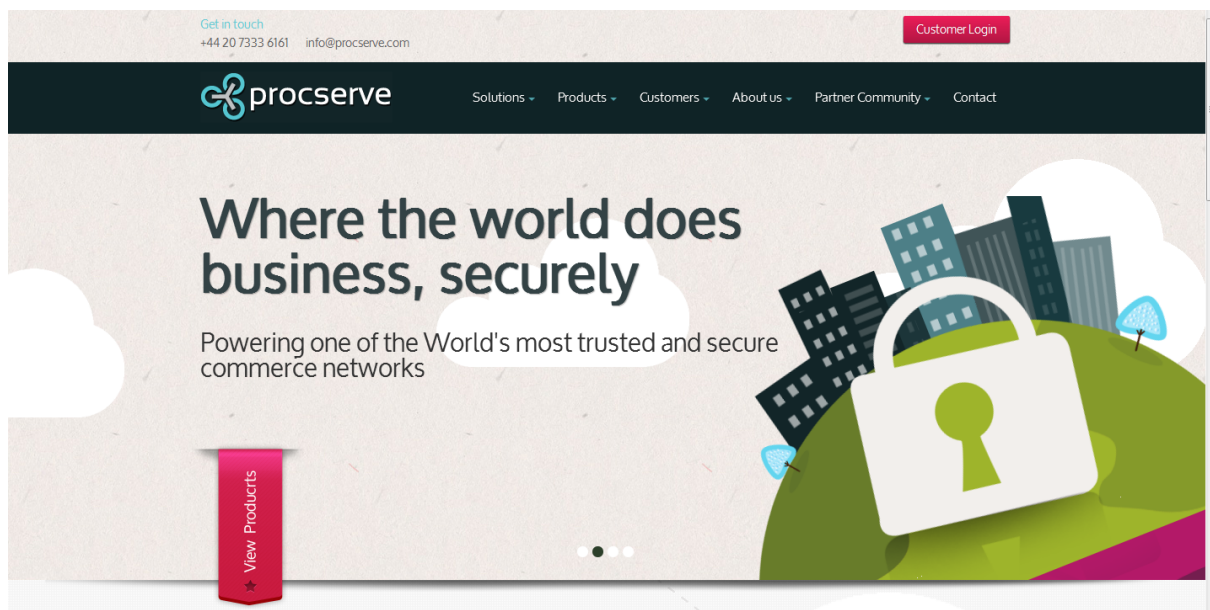 Get in touch
+44 20 7333 6161 info@procserve.com
Customer Login
procserve
Solutions Products Customers About us Partner Community Contact
Where the world does
business, securely
Powering one of the World's most trusted and secure
commerce networks
View Producrts